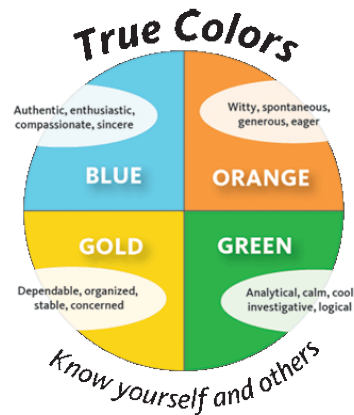 True Colors
Authentic, enthusiastic,
compassionate, sincere
BLUE
Witty, spontaneous,
generous, eager
ORANGE
GOLD
Dependable, organized,
stable, concerned
GREEN
Analytical, calm, cool
investigative, logical
Know yourself and others